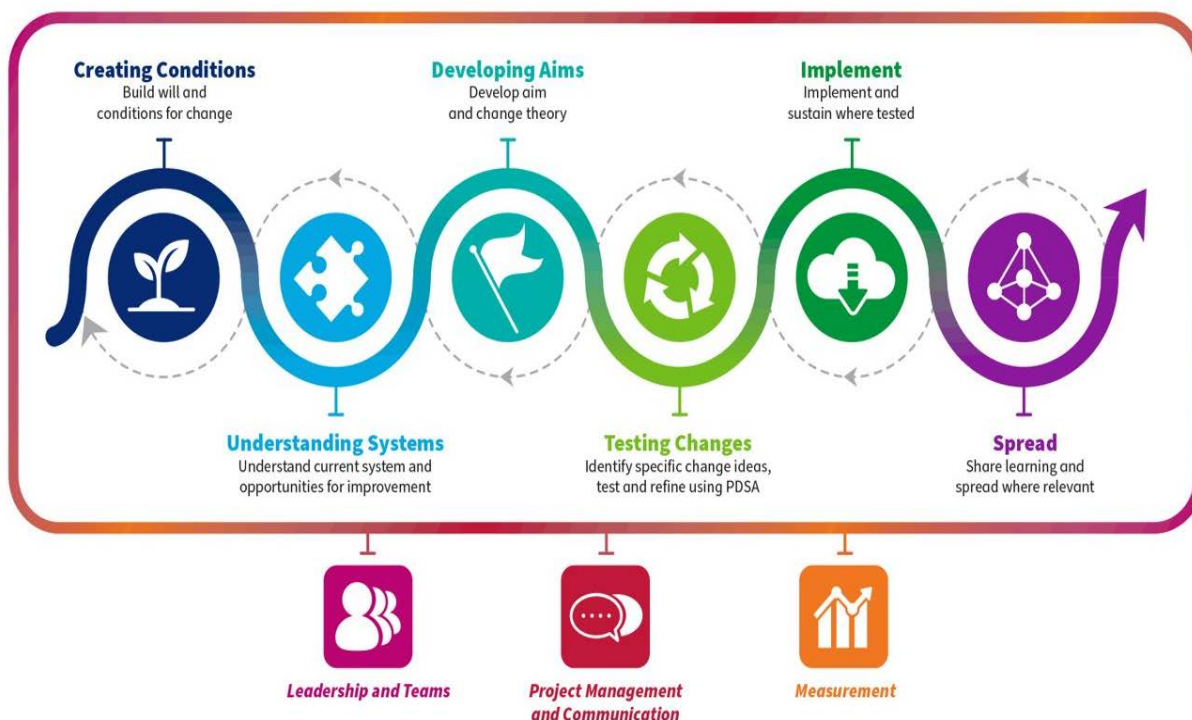 Creating Conditions
Build will and
conditions for change
Developing Aims
Develop aim
and change theory
Implement
Implement and
sustain where tested
Understanding Systems
Understand current system and
opportunities for improvement
Testing Changes
Identify specific change ideas,
test and refine using PDSA
Spread
Share learning and
spread where relevant
Leadership and Teams
Project Management
and Communication
Measurement